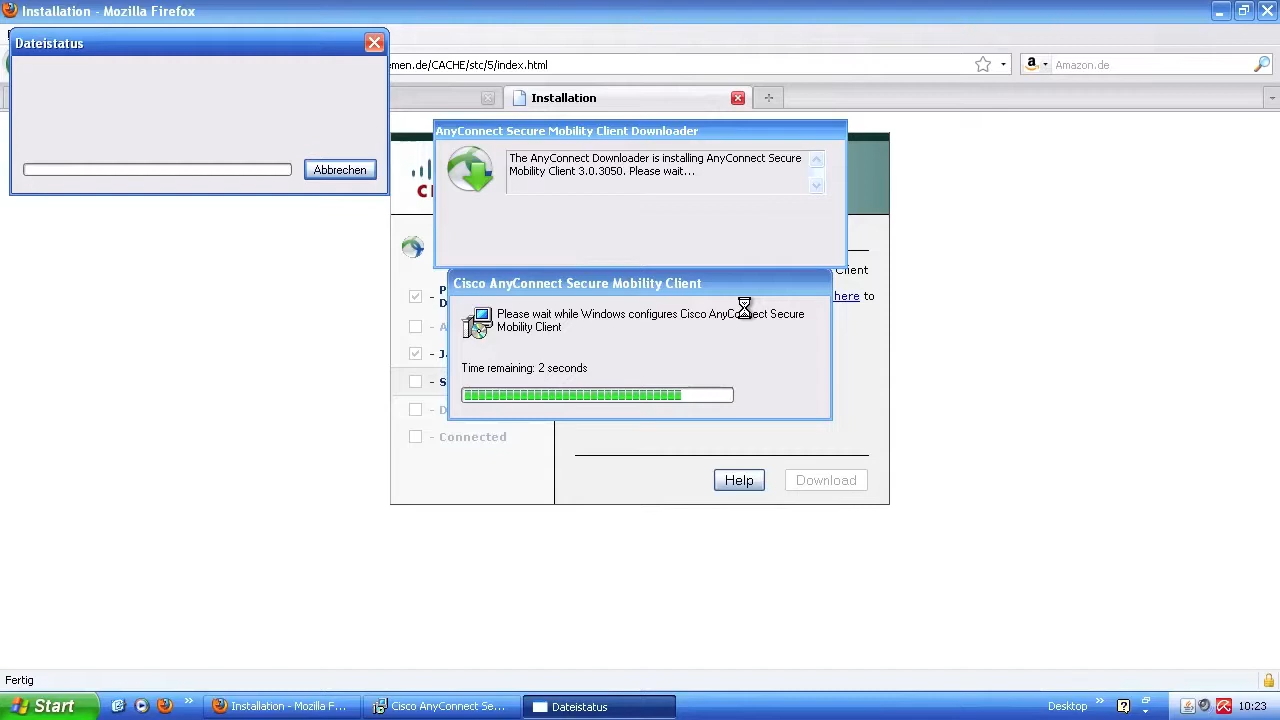 Installation - Mozilla Firefox
Dateistatus
Abbrechen
emen.de/CACHE/stc/5/index.html
Amazon.de
Installation
AnyConnect Secure Mobility Client Downloader
The AnyConnect Downloader is installing AnyConnect Secure
Mobility Client 3.0.3050. Please wait...
Client
here to
Cisco AnyConnect Secure Mobility Client
Please wait while Windows configures Cisco AnyConnect Secure
Mobility Client
Time remaining: 2 seconds
- Connected
Help
Download
Fertig
Start
Installation - Mozilla F...
Cisco AnyConnect Se...
Dateistatus
Desktop
10:23